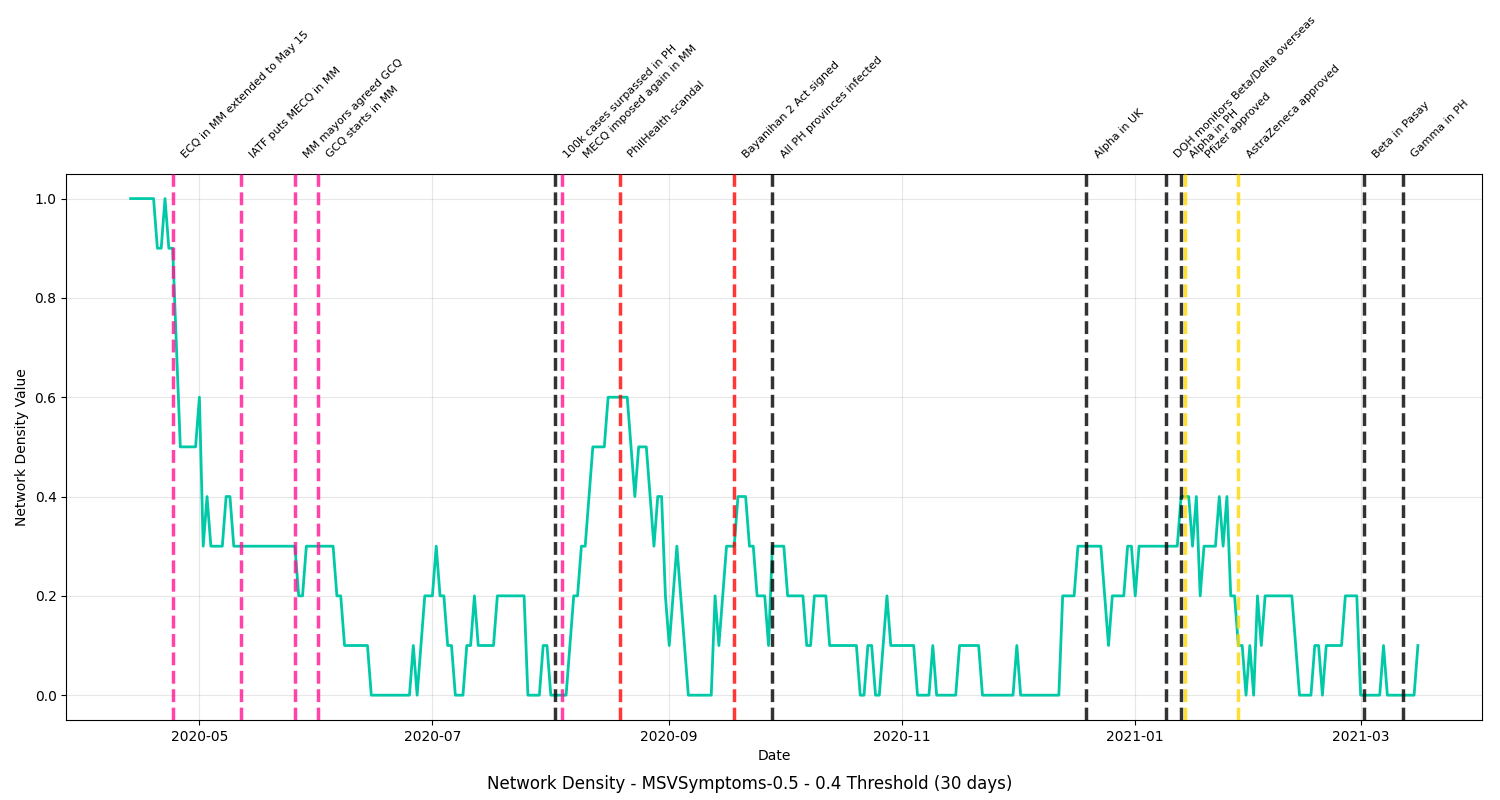 ECQ in MM extended to May 15
IATF puts MECQ in MM
MM mayors agreed GCQ
GCQ starts in MM
100k cases surpassed in PH
MECQ imposed again in MM
PhilHealth scandal
Bayanihan 2 Act signed
All PH provinces infected
Alpha in UK
DOH monitors Beta/Delta overseas
Alpha in PH
Pfizer approved
AstraZeneca approved
Beta in Pasay
Gamma in PH
Network Density Value
1.0
0.8
0.6
0.4
0.2
0.0
2020-05
2020-07
2020-09
2020-11
2021-01
2021-03
Date
Network Density - MSVSymptoms-0.5 - 0.4 Threshold (30 days)